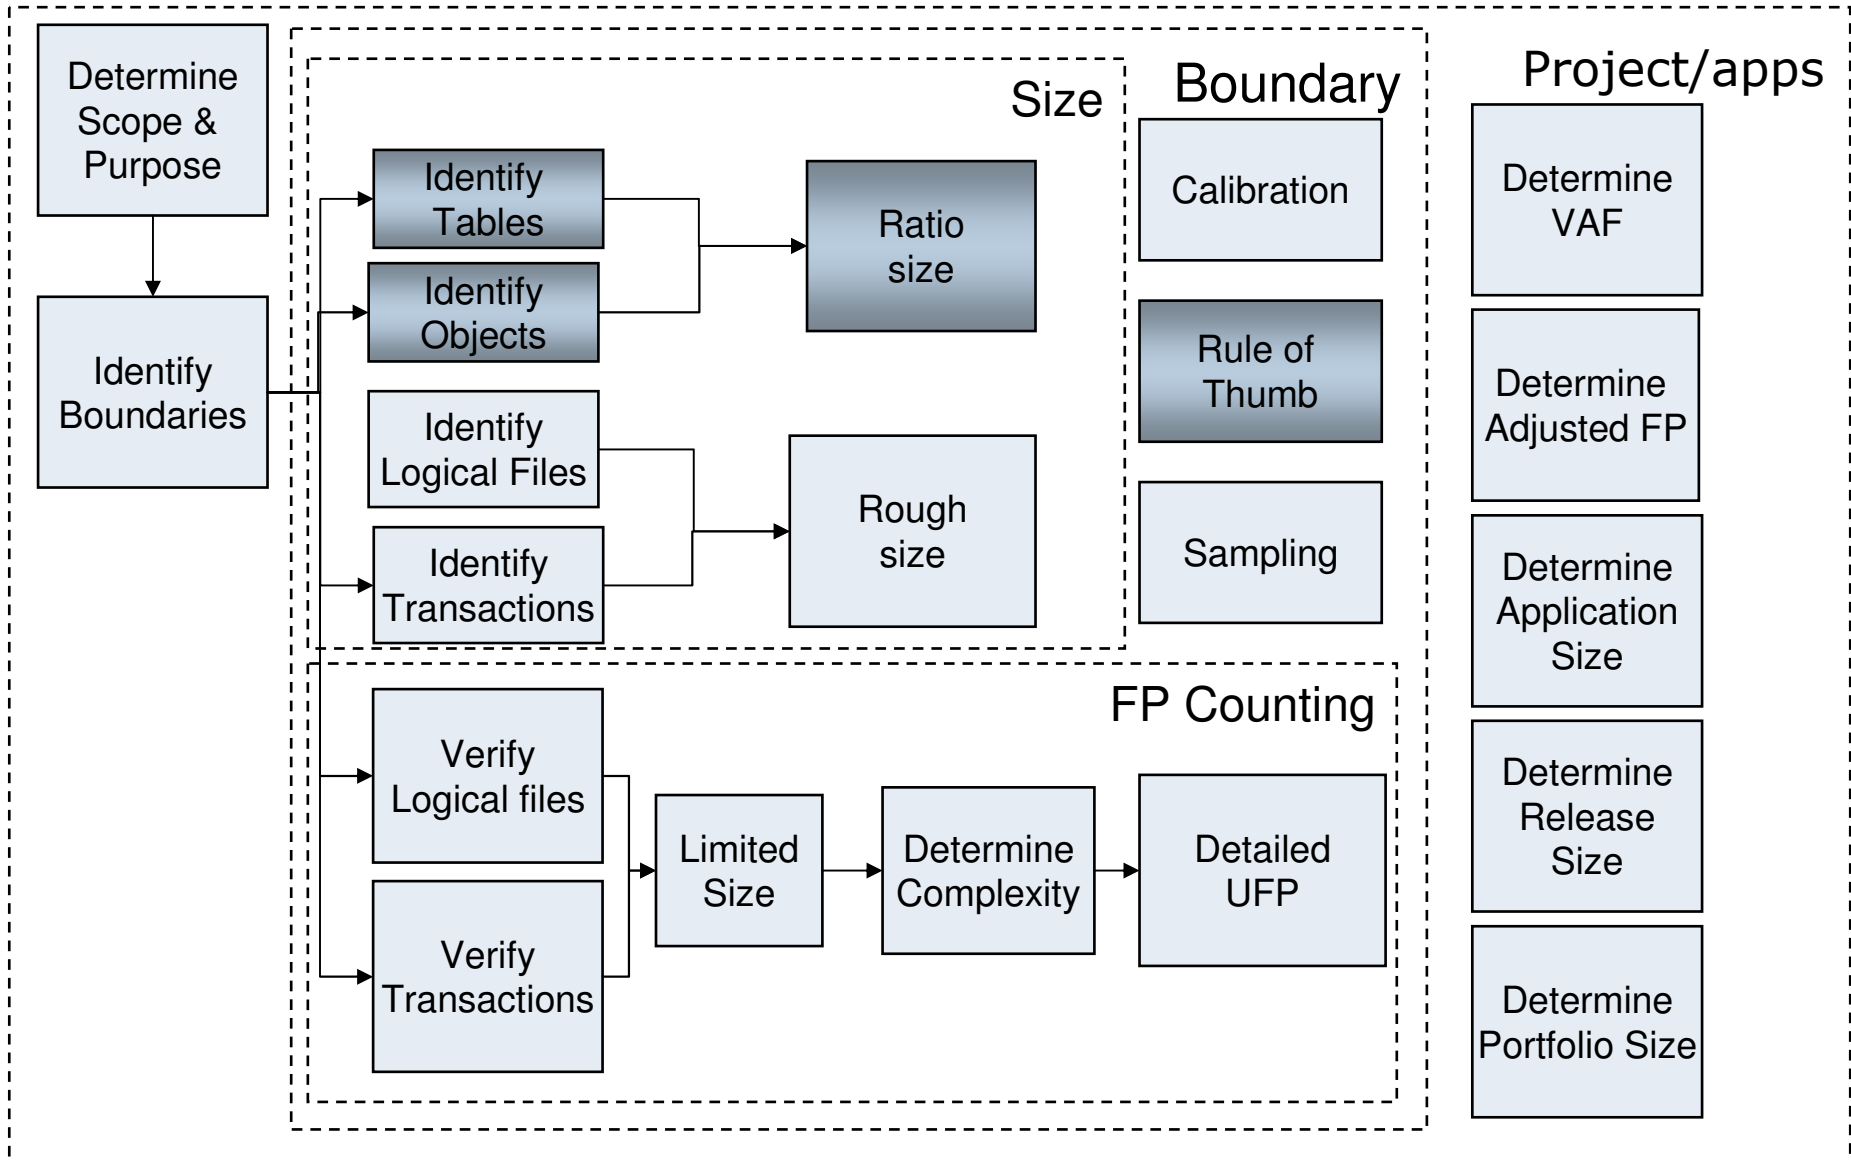 Determine
Scope &
Purpose
Identify
Boundaries
Size
Identify
Tables
Identify
Objects
Ratio
size
Identify
Logical Files
Identify
Transactions
Rough
size
Boundary
Calibration
Rule of
Thumb
Sampling
FP Counting
Verify
Logical files
Verify
Transactions
Limited
Size
Determine
Complexity
Detailed
UFP
Project/apps
Determine
VAF
Determine
Adjusted FP
Determine
Application
Size
Determine
Release
Size
Determine
Portfolio Size